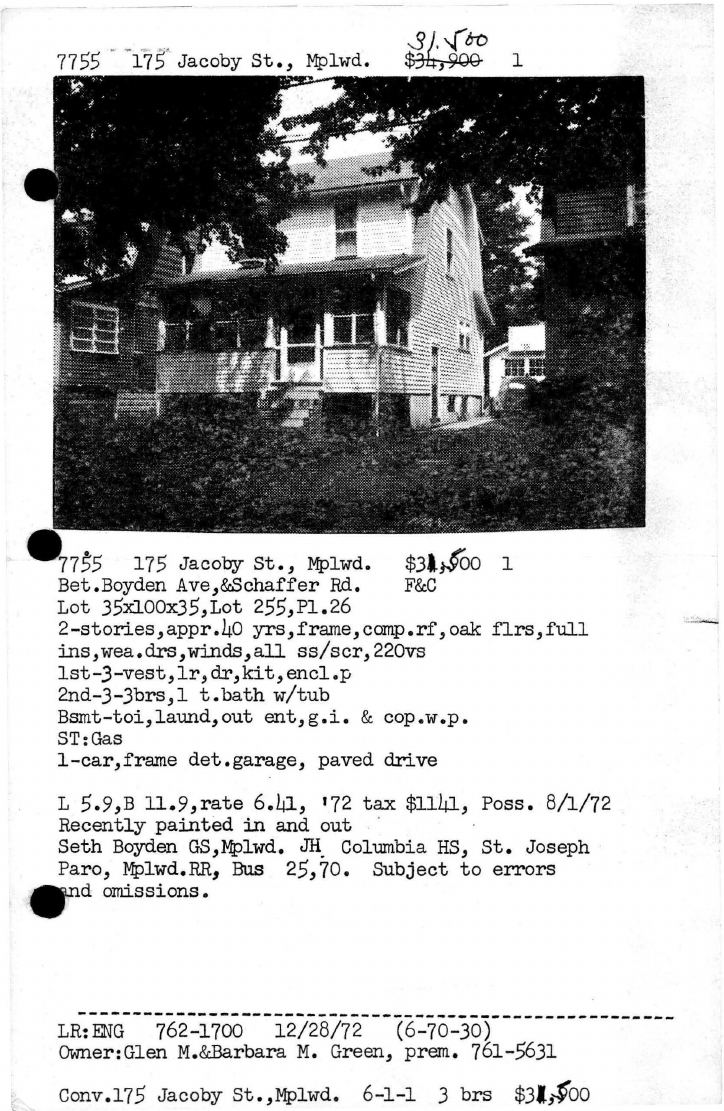 31.500
7755 175 Jacoby St., Mplwd. $34,900 1
7755 175 Jacoby St., Mplwd. $31,500 1
Bet.Boyden Ave,&Schaffer Rd. F&C
Lot 35x100x35,Lot 255,Pl.26
2-stories,appr.40 yrs,frame,comp.rf,oak flrs,full
ins,wea.drs,winds,all ss/scr,220vs
1st-3-vest,lr,dr,kit,encl.p
2nd-3-3brs,1 t.bath w/tub
Bsmt-toi,laund,out ent,g.i. & cop.w.p.
ST:Gas
1-car,frame det.garage, paved drive
L 5.9,B 11.9,rate 6.41, '72 tax $1141, Poss. 8/1/72
Recently painted in and out
Seth Boyden GS,Mplwd. JH Columbia HS, St. Joseph
Paro, Mplwd.RR, Bus 25,70. Subject to errors
and omissions.
LR:ENG 762-1700 12/28/72 (6-70-30)
Owner:Glen M.&Barbara M. Green, prem. 761-5631
Conv.175 Jacoby St.,Mplwd. 6-1-1 3 brs $31,500